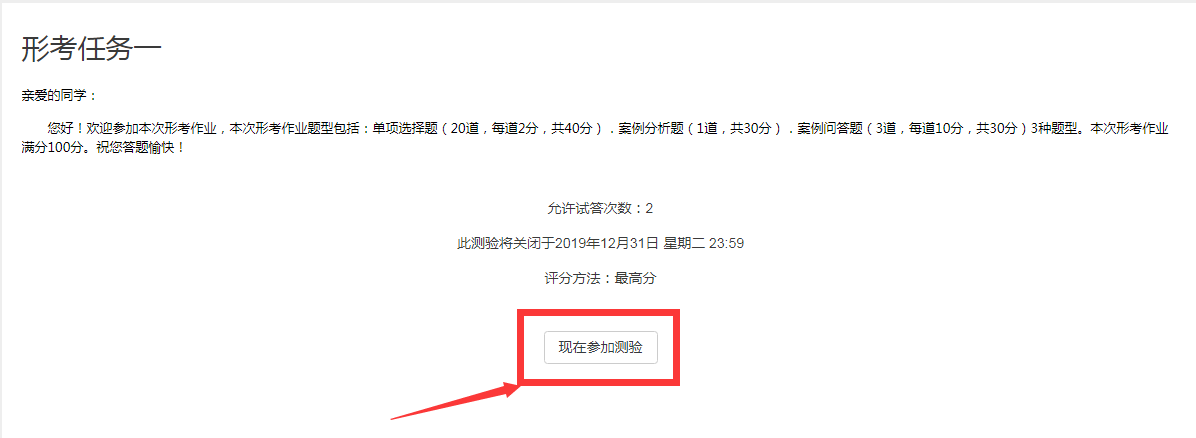 形考任务一
亲爱的同学：
您好！欢迎参加本次形考作业，本次形考作业题型包括：单项选择题（20道，每道2分，共40分）．案例分析题（1道，共30分）．案例问答题（3道，每道10分，共30分）3种题型。本次形考作业
满分100分。祝您答题愉快！
允许试答次数：2
此测验将关闭于2019年12月31日 星期二 23:59
评分方法：最高分
现在参加测验